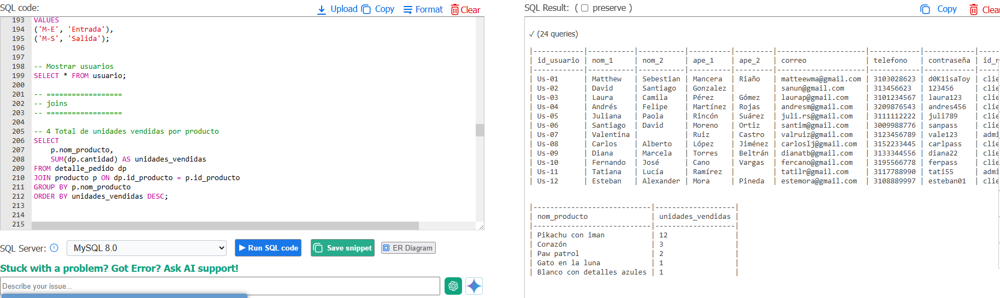 SQL code:
Upload Copy Format Clear
193 VALUES
194 ('M-E', 'Entrada'),
195 ('M-S', 'Salida');
196
197
198 -- Mostrar usuarios
199 SELECT * FROM usuario;
200
201 -- ==================
202 -- joins
203 -- ==================
204
205 -- 4 Total de unidades vendidas por producto
206 SELECT
207     p.nom_producto,
208     SUM(dp.cantidad) AS unidades_vendidas
209 FROM detalle_pedido dp
210 JOIN producto p ON dp.id_producto = p.id_producto
211 GROUP BY p.nom_producto
212 ORDER BY unidades_vendidas DESC;
213
214
215
SQL Server: MySQL 8.0 Run SQL code Save snippet ER Diagram
Stuck with a problem? Got Error? Ask AI support!
Describe your issue...
SQL Result: ( preserve )
Copy Clear
✓ (24 queries)
| id_usuario | nom_1 | nom_2 | ape_1 | ape_2 | correo | telefono | contraseña | id_r
| Us-01 | Matthew | Sebestian | Mancera | Riaño | matteewma@gmail.com | 3103028623 | d0K1isaToy | clie
| Us-02 | David | Santiago | Gonzalez | | sanun@gmail.com | 313456623 | 123456 | clie
| Us-03 | Laura | Camila | Pérez | Gómez | laurap@gmail.com | 3101234567 | laura123 | clie
| Us-04 | Andrés | Felipe | Martínez | Rojas | andresm@gmail.com | 3209876543 | andres456 | clie
| Us-05 | Juliana | Paola | Rincón | Suárez | juli.rs@gmail.com | 3111112222 | juli789 | clie
| Us-06 | Santiago | David | Moreno | Ortiz | santim@gmail.com | 3009988776 | sanpass | clie
| Us-07 | Valentina | | Ruiz | Castro | valruiz@gmail.com | 3123456789 | vale123 | admi
| Us-08 | Carlos | Alberto | López | Jiménez | carloslj@gmail.com | 3152233445 | carlpass | clie
| Us-09 | Diana | Marcela | Torres | Beltrán | dianatb@gmail.com | 3133344556 | diana22 | clie
| Us-10 | Fernando | José | Cano | Vargas | fercano@gmail.com | 3195566778 | ferpass | clie
| Us-11 | Tatiana | Lucía | Ramírez | | tatilr@gmail.com | 3117788990 | tati55 | admi
| Us-12 | Esteban | Alexander | Mora | Pineda | estemora@gmail.com | 3108889997 | esteban01 | clie
| nom_producto | unidades_vendidas |
| Pikachu con iman | 12 |
| Corazón | 3 |
| Paw patrol | 2 |
| Gato en la luna | 1 |
| Blanco con detalles azules | 1 |